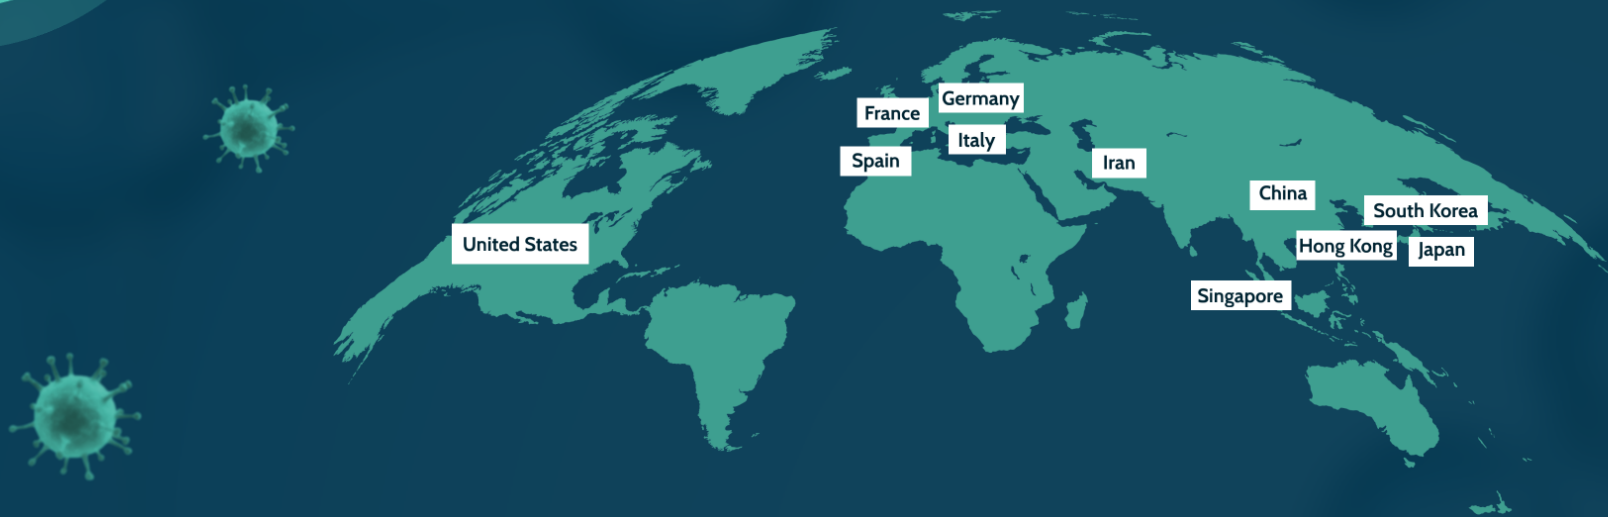 Germany
France
Italy
Spain
Iran
China
South Korea
United States
Hong Kong
Japan
Singapore